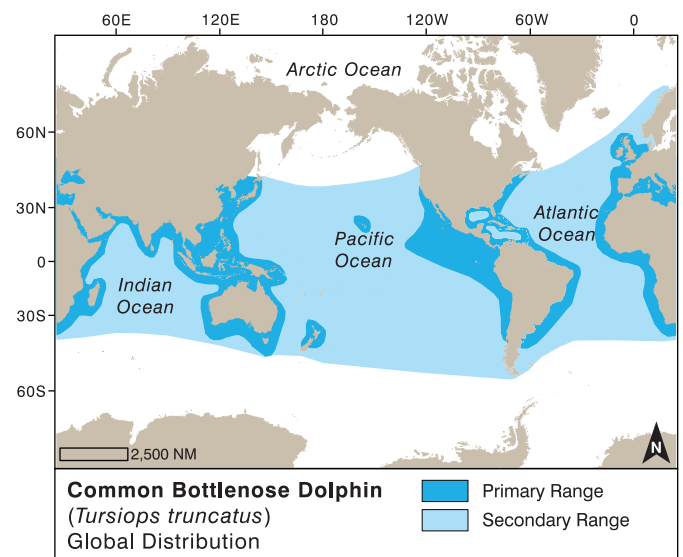 60E 120E 180 120W 60W 0
Arctic Ocean
60N
30N
0
30S
60S
Pacific
Ocean
Atlantic
Ocean
Indian
Ocean
2,500 NM
N
Common Bottlenose Dolphin
(Tursiops truncatus)
Global Distribution
Primary Range
Secondary Range